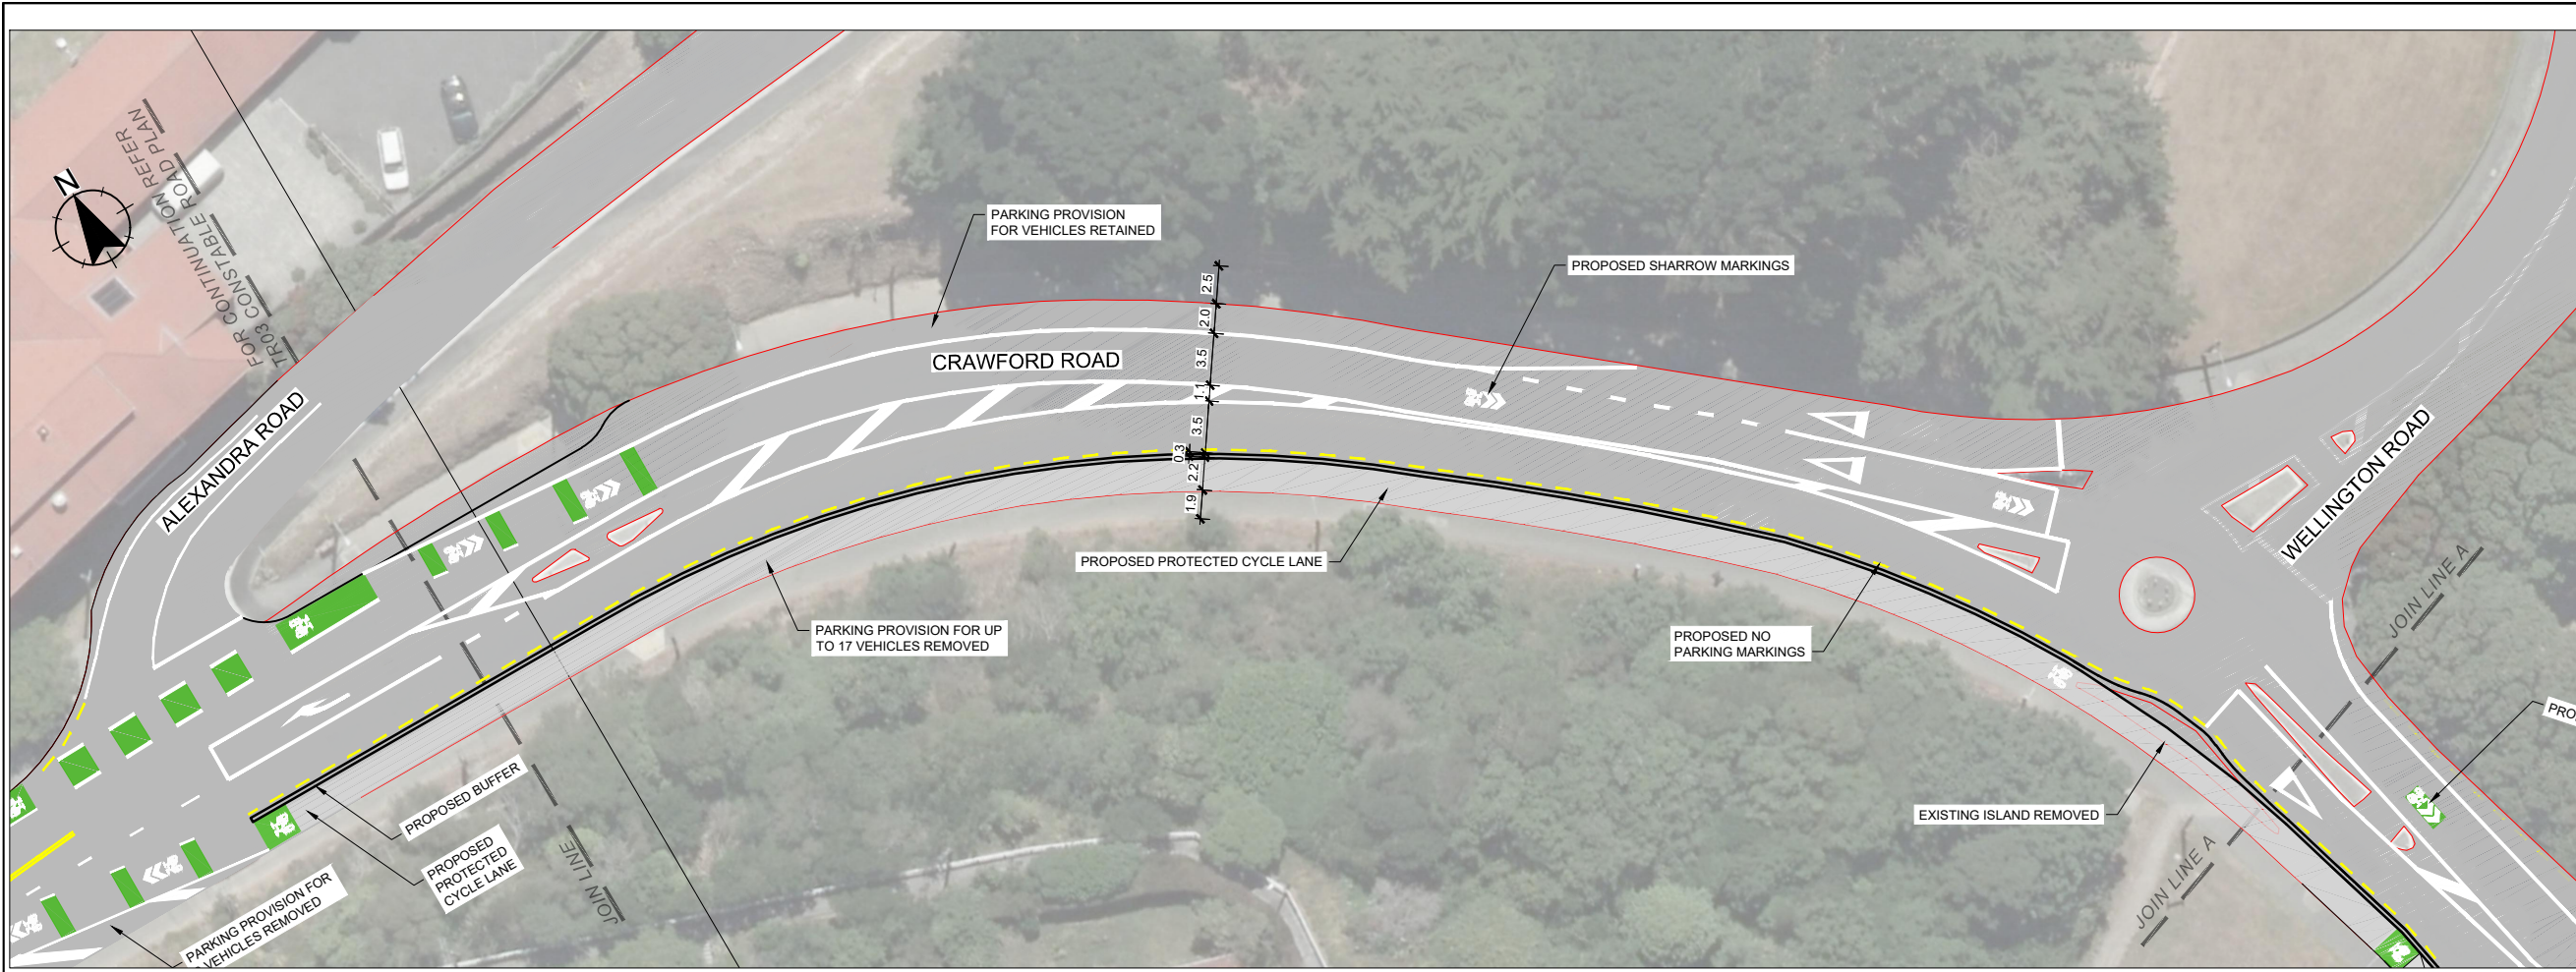 N
FOR CONTINUATION REFER
TR03 CONSTABLE ROAD PLAN
ALEXANDRA ROAD
PARKING PROVISION
FOR VEHICLES RETAINED
CRAWFORD ROAD
2.5
2.0
3.5
1.1
3.5
0.3
2.2
1.9
PROPOSED SHARROW MARKINGS
PROPOSED PROTECTED CYCLE LANE
PARKING PROVISION FOR UP
TO 17 VEHICLES REMOVED
PROPOSED NO
PARKING MARKINGS
WELLINGTON ROAD
JOIN LINE A
PRO
EXISTING ISLAND REMOVED
JOIN LINE A
PROPOSED BUFFER
PROPOSED
PROTECTED
CYCLE LANE
JOIN LINE
PARKING PROVISION FOR
VEHICLES REMOVED